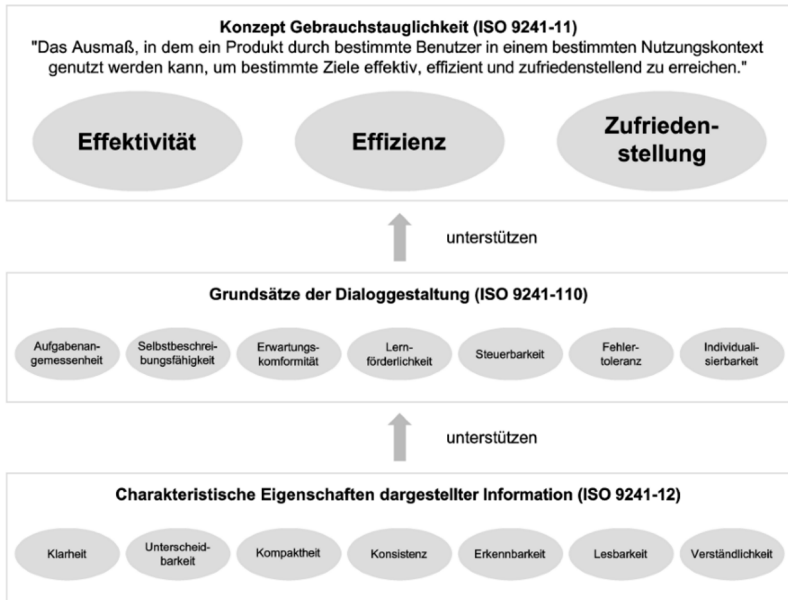 Konzept Gebrauchstauglichkeit (ISO 9241-11)
"Das Ausmaß, in dem ein Produkt durch bestimmte Benutzer in einem bestimmten Nutzungskontext
genutzt werden kann, um bestimmte Ziele effektiv, effizient und zufriedenstellend zu erreichen."
Effektivität
Effizienz
Zufrieden-
stellung
unterstützen
Grundsätze der Dialoggestaltung (ISO 9241-110)
Aufgabenan-
gemessenheit
Selbstbeschrei-
bungsfähigkeit
Erwartungs-
komformität
Lern-
förderlichkeit
Steuerbarkeit
Fehler-
toleranz
Individuali-
sierbarkeit
unterstützen
Charakteristische Eigenschaften dargestellter Information (ISO 9241-12)
Klarheit
Unterscheid-
barkeit
Kompaktheit
Konsistenz
Erkennbarkeit
Lesbarkeit
Verständlichkeit